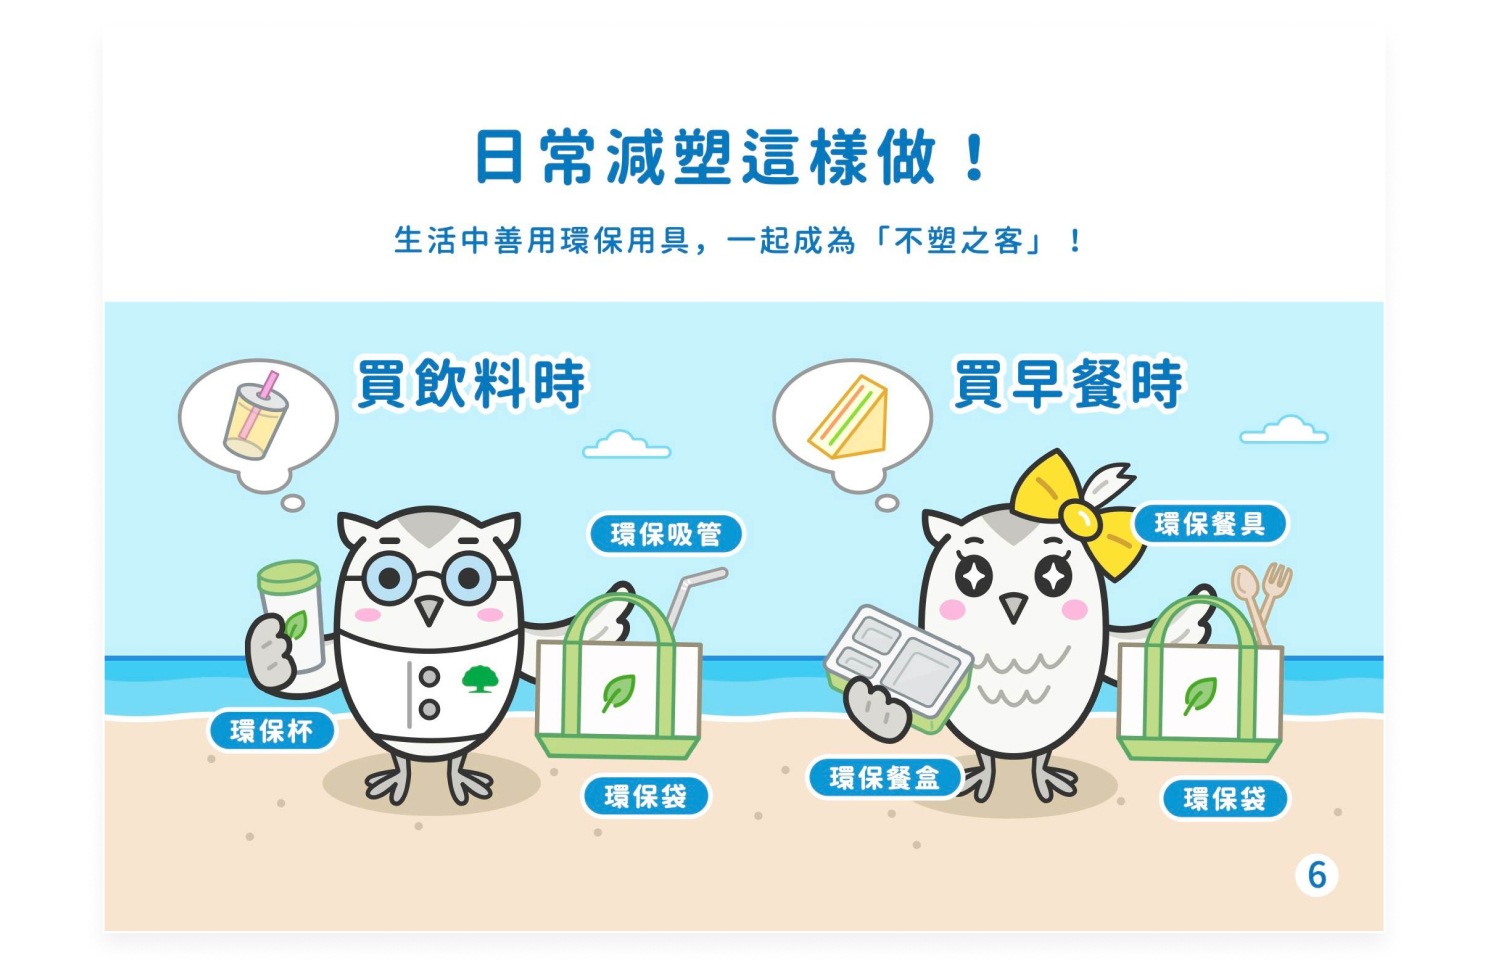 日常減塑這樣做！
生活中善用環保用具，一起成為「不塑之客」！
買飲料時
環保吸管
環保杯
環保袋
買早餐時
環保餐具
環保餐盒
環保袋
6